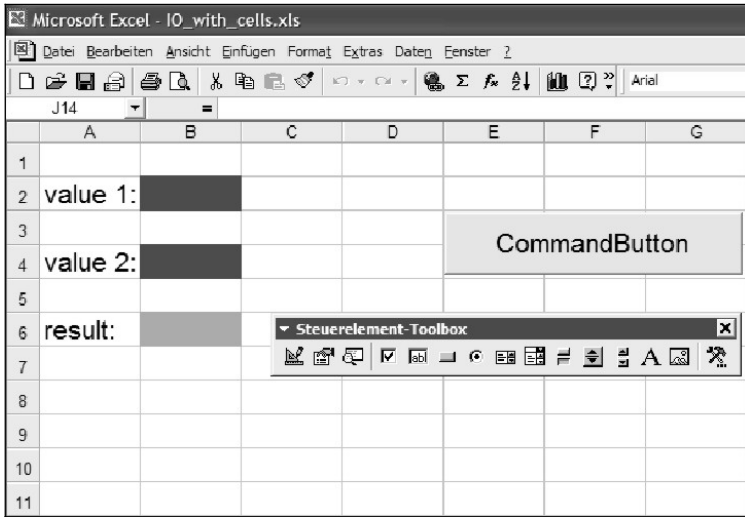 Microsoft Excel - IO_with_cells.xls
Datei Bearbeiten Ansicht Einfügen Format Extras Daten Fenster ?
Arial
J14 =
A B C D E F G
1
2 value 1:
3
CommandButton
4 value 2:
5
6 result:
Steuerelement-Toolbox
7
8
9
10
11